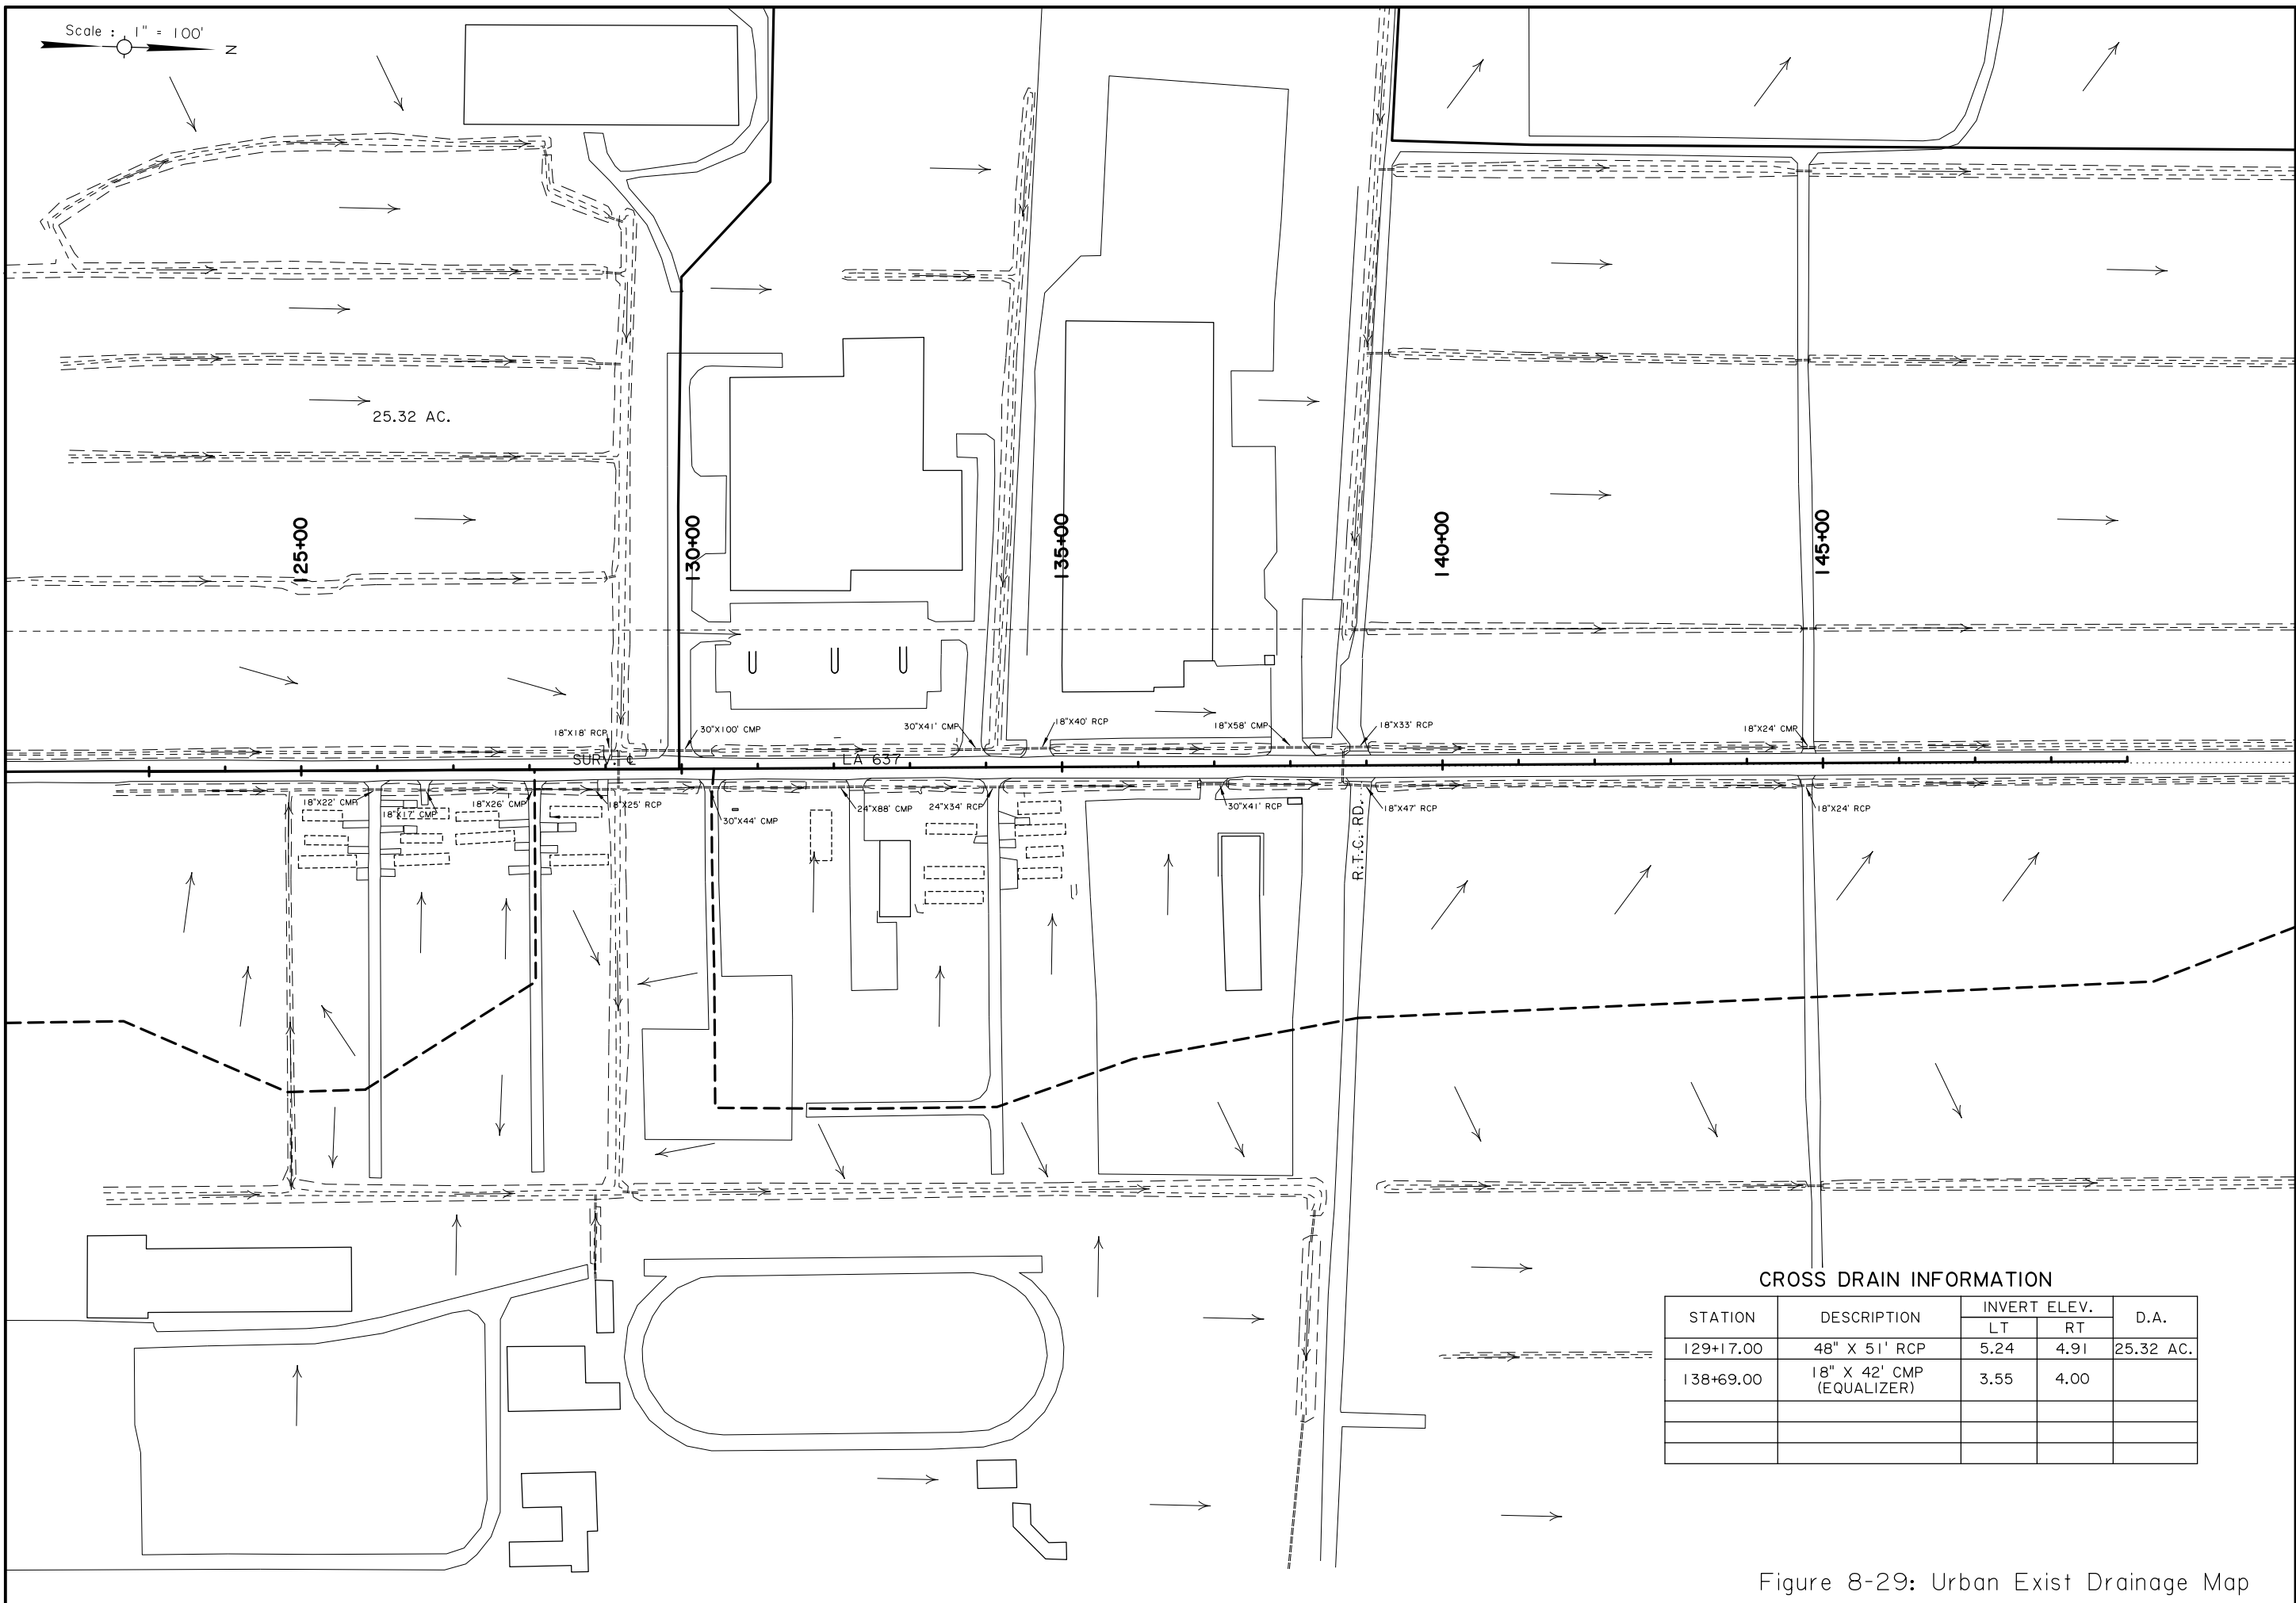 Scale : 1" = 100'
N
25.32 AC.
125+00
130+00
135+00
140+00
145+00
18"X18' RCP
30"X100' CMP
30"X41' CMP
18"X40' RCP
18"X58' CMP
18"X33' RCP
18"X24' CMP
SURV. ℄
LA 637
18"X22' CMP
18"X17' CMP
18"X26' CMP
18"X25' RCP
30"X44' CMP
24"X88' CMP
24"X34' RCP
30"X41' RCP
18"X47' RCP
18"X24' RCP
R.T.C. RD.
CROSS DRAIN INFORMATION
STATION DESCRIPTION INVERT ELEV. D.A.
LT RT
129+17.00 48" X 51' RCP 5.24 4.91 25.32 AC.
138+69.00 18" X 42' CMP 3.55 4.00
(EQUALIZER)
Figure 8-29: Urban Exist Drainage Map